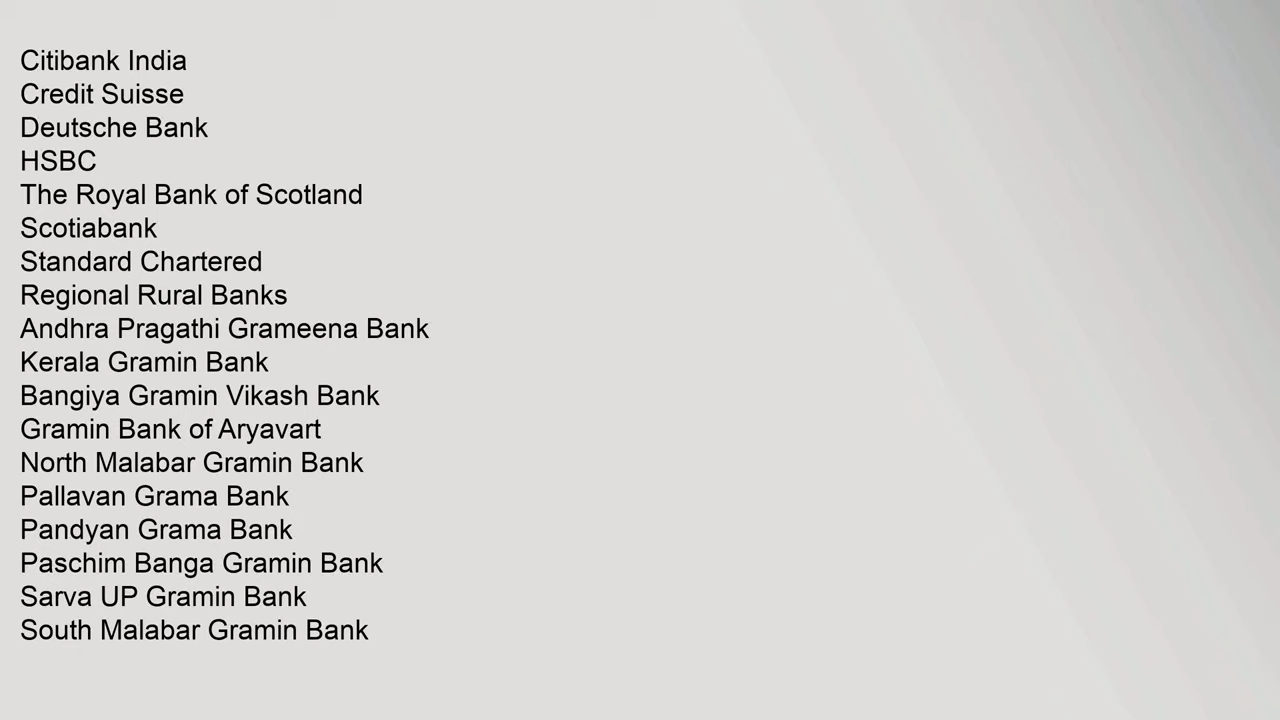 Citibank India
Credit Suisse
Deutsche Bank
HSBC
The Royal Bank of Scotland
Scotiabank
Standard Chartered
Regional Rural Banks
Andhra Pragathi Grameena Bank
Kerala Gramin Bank
Bangiya Gramin Vikash Bank
Gramin Bank of Aryavart
North Malabar Gramin Bank
Pallavan Grama Bank
Pandyan Grama Bank
Paschim Banga Gramin Bank
Sarva UP Gramin Bank
South Malabar Gramin Bank